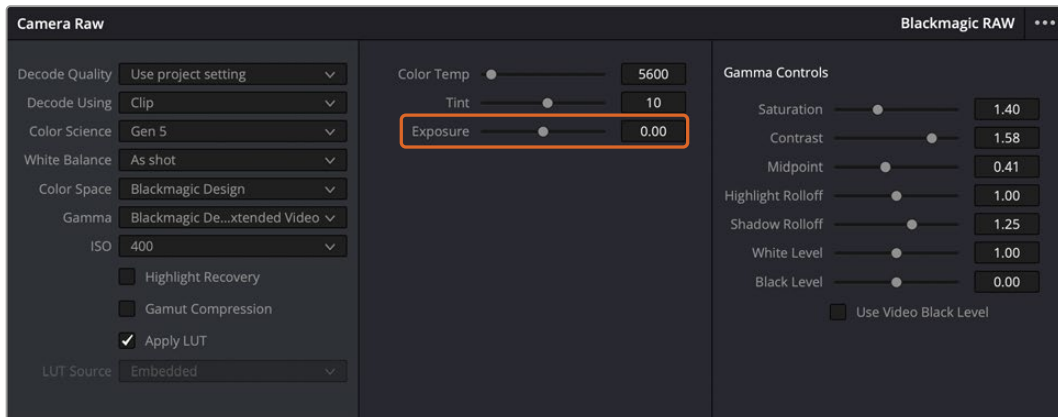 Camera Raw
Blackmagic RAW
Decode Quality Use project setting
Decode Using Clip
Color Science Gen 5
White Balance As shot
Color Space Blackmagic Design
Gamma Blackmagic De...xtended Video
ISO 400
Highlight Recovery
Gamut Compression
Apply LUT
LUT Source Embedded
Color Temp 5600
Tint 10
Exposure 0.00
Gamma Controls
Saturation 1.40
Contrast 1.58
Midpoint 0.41
Highlight Rolloff 1.00
Shadow Rolloff 1.25
White Level 1.00
Black Level 0.00
Use Video Black Level